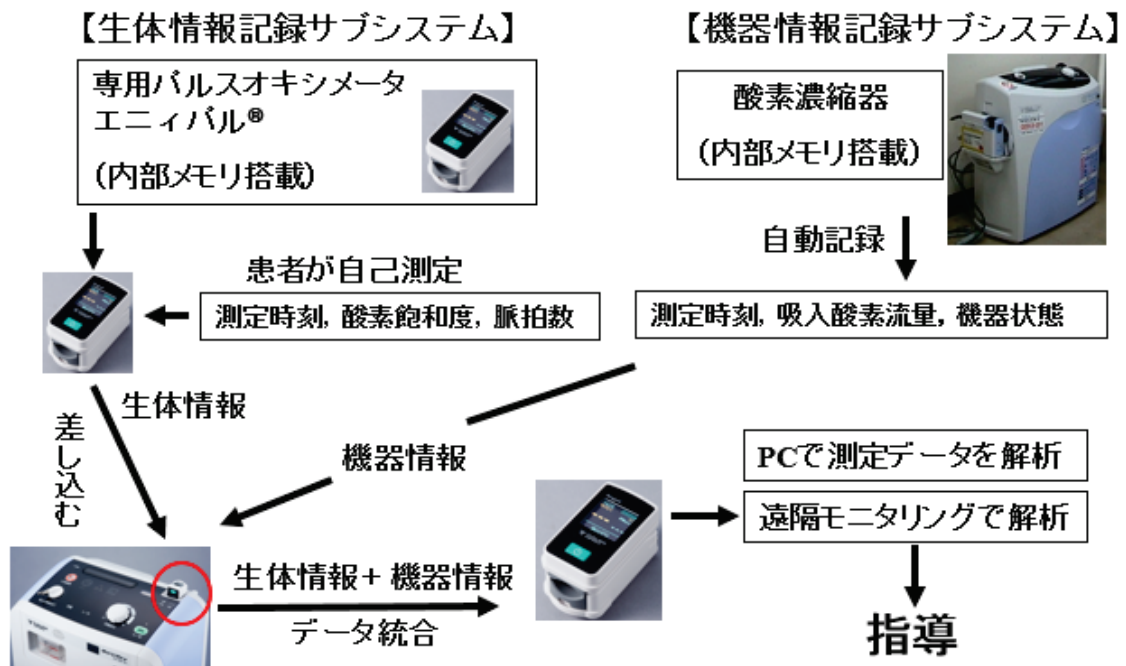 【生体情報記録サブシステム】
専用パルスオキシメータ
エニィパル®
(内部メモリ搭載)
患者が自己測定
測定時刻, 酸素飽和度, 脈拍数
生体情報
差し込む
【機器情報記録サブシステム】
酸素濃縮器
(内部メモリ搭載)
自動記録
測定時刻, 吸入酸素流量, 機器状態
機器情報
生体情報+ 機器情報
データ統合
PCで測定データを解析
遠隔モニタリングで解析
指導